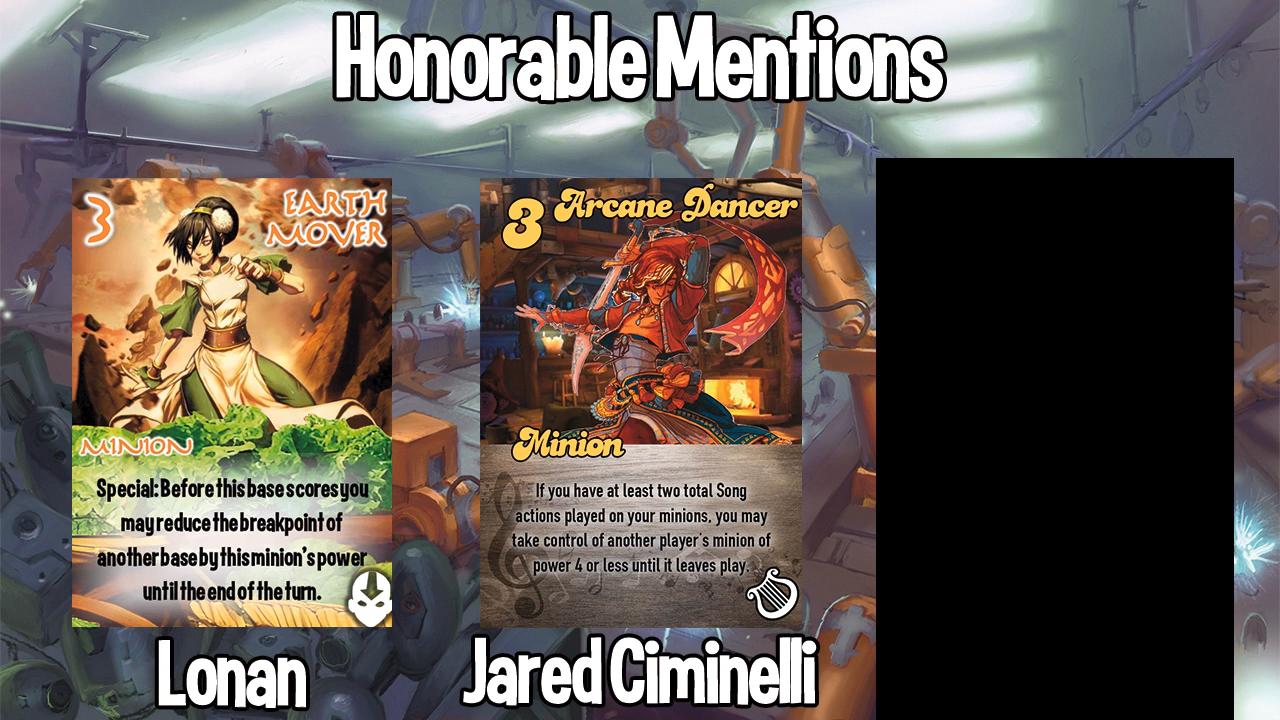 Honorable Mentions
3
EARTH
MOVER
MINION
Special: Before this base scores you
may reduce the breakpoint of
another base by this minion's power
until the end of the turn.
Lonan
3
Arcane Dancer
Minion
If you have at least two total Song
actions played on your minions, you may
take control of another player's minion of
power 4 or less until it leaves play.
Jared Ciminelli